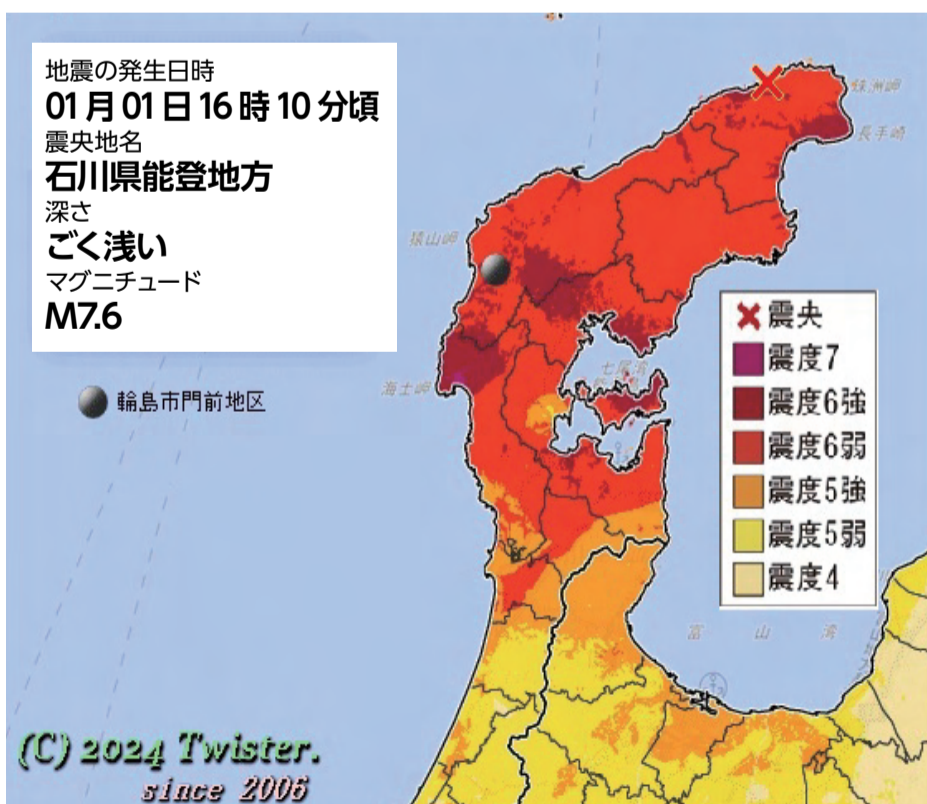 地震の発生日時
01月01日16時10分頃
震央地名
石川県能登地方
深さ
ごく浅い
マグニチュード
M7.6
珠洲岬
長手崎
猿山岬
海士岬
七尾湾
輪島市門前地区
震央
震度7
震度6強
震度6弱
震度5強
震度5弱
震度4
富山湾
(C) 2024 Twister.
since 2006